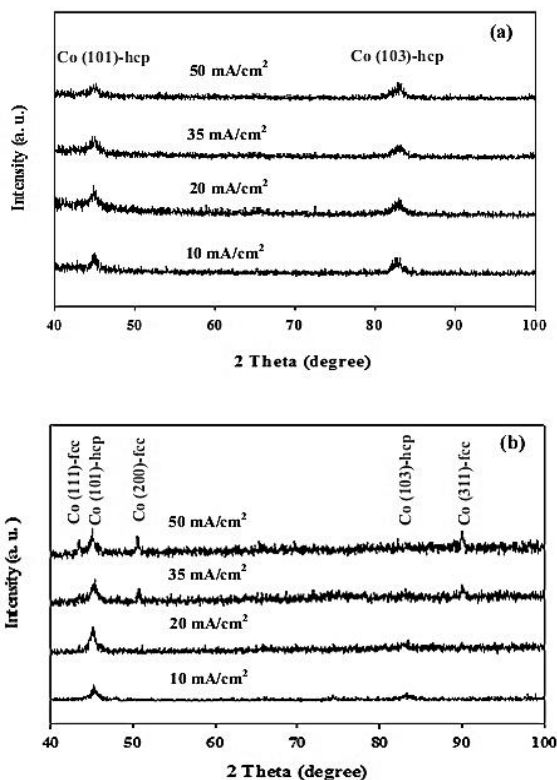 (a)
Co (101)-hcp
Co (103)-hcp
50 mA/cm²
35 mA/cm²
20 mA/cm²
10 mA/cm²
Intensity (a. u.)
40 50 60 70 80 90 100
2 Theta (degree)
(b)
Co (111)-fcc
Co (101)-hcp
Co (200)-fcc
Co (103)-hcp
Co (311)-fcc
50 mA/cm²
35 mA/cm²
20 mA/cm²
10 mA/cm²
Intensity (a. u. )
40 50 60 70 80 90 100
2 Theta (degree)